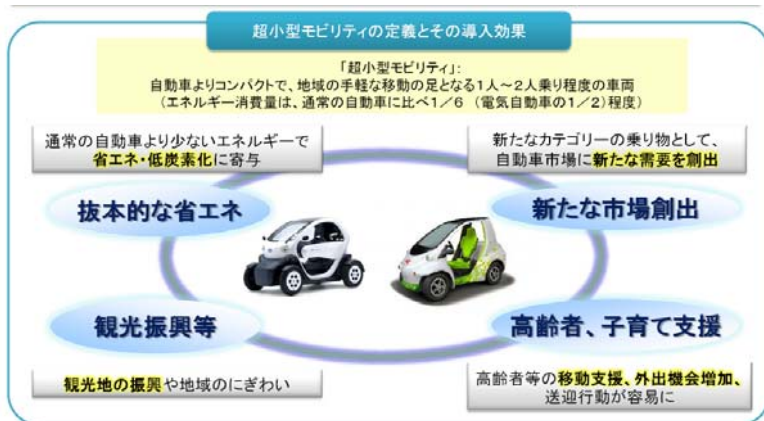 超小型モビリティの定義とその導入効果
「超小型モビリティ」:
自動車よりコンパクトで、地域の手軽な移動の足となる1人～2人乗り程度の車両
(エネルギー消費量は、通常の自動車に比べ1/6 (電気自動車の1/2)程度)
通常の自動車より少ないエネルギーで
省エネ・低炭素化に寄与
新たなカテゴリーの乗り物として、
自動車市場に新たな需要を創出
抜本的な省エネ
新たな市場創出
観光振興等
高齢者、子育て支援
観光地の振興や地域のにぎわい
高齢者等の移動支援、外出機会増加、
送迎行動が容易に